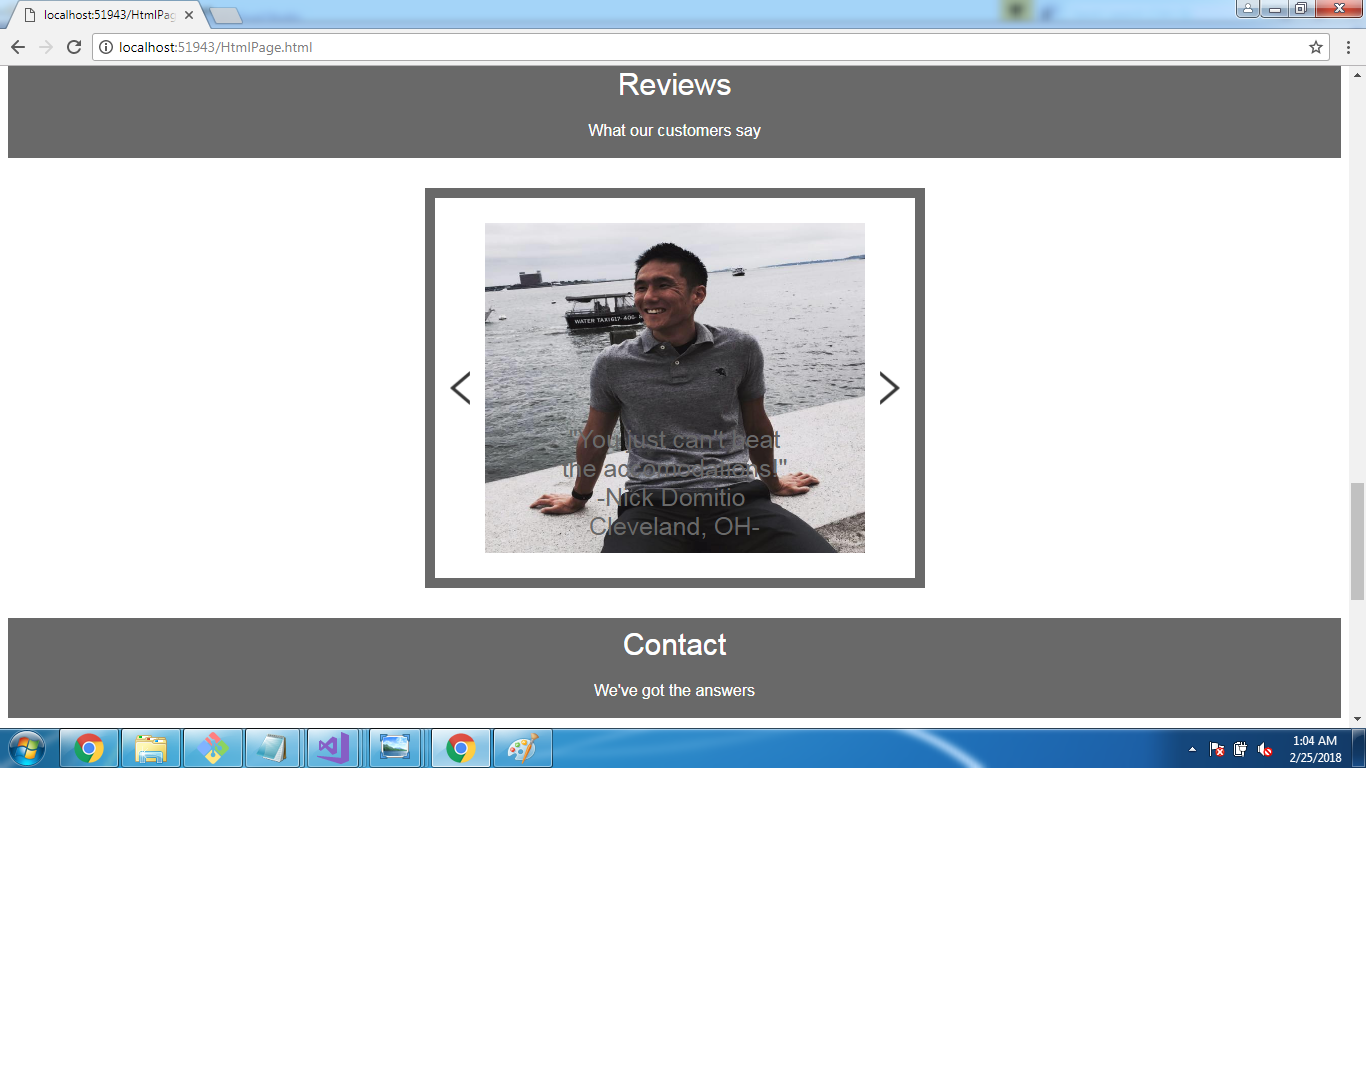 localhost:51943/HtmlPag
localhost:51943/HtmlPage.html
Reviews
What our customers say
WATER TAXI 617-406-
"You just can't beat
the accomodations!"
-Nick Domitio
Cleveland, OH-
Contact
We've got the answers
1:04 AM
2/25/2018